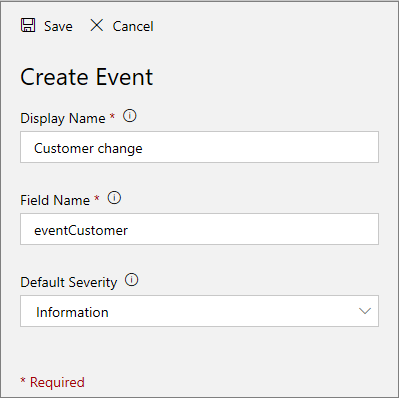 Save Cancel
Create Event
Display Name *
Customer change
Field Name *
eventCustomer
Default Severity
Information
* Required